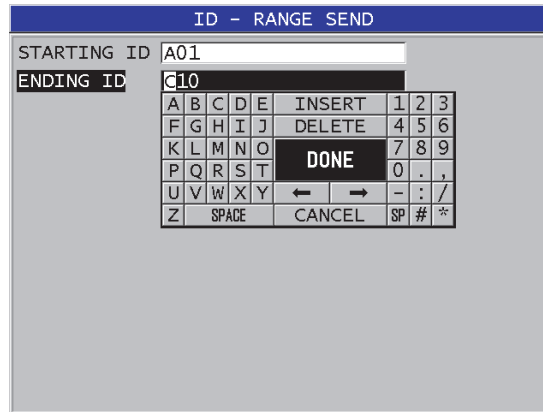 ID – RANGE SEND
STARTING ID A01
ENDING ID C10
A B C D E INSERT 1 2 3
F G H I J DELETE 4 5 6
K L M N O DONE 7 8 9
P Q R S T 0 . ,
U V W X Y ← → – : /
Z SPACE CANCEL SP # *